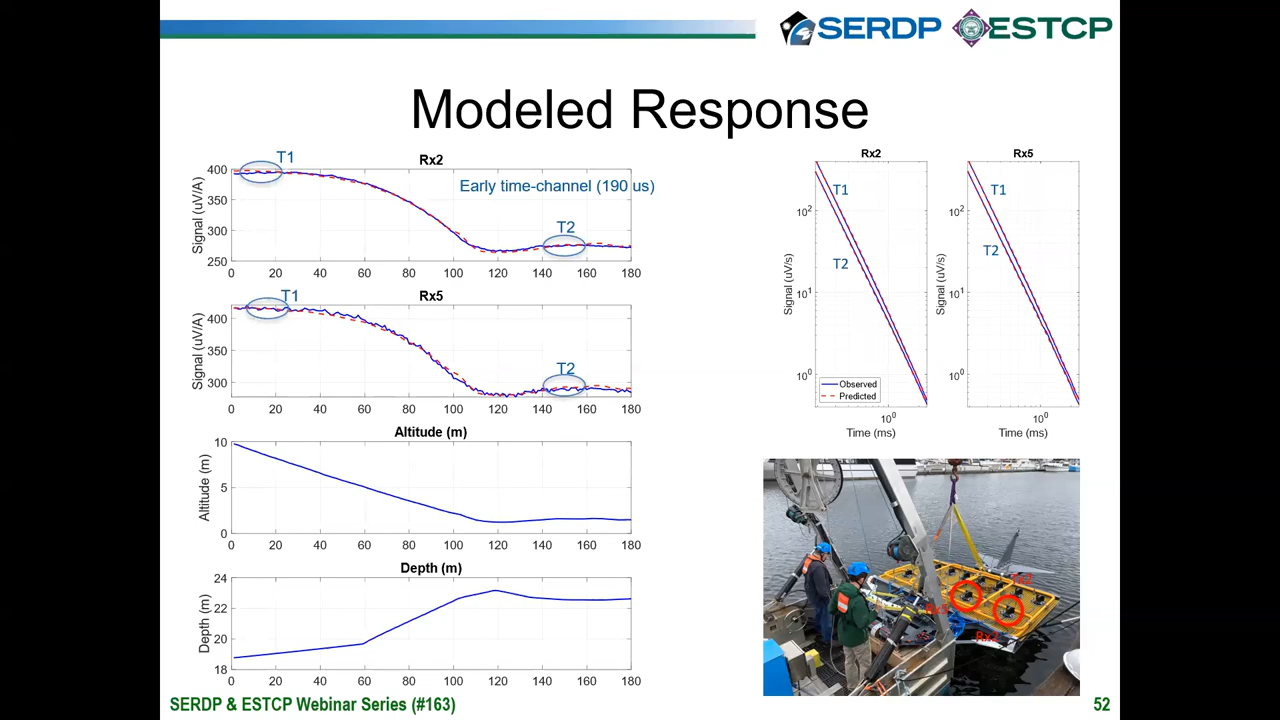 SERDP ESTCP
Modeled Response
T1
Rx2
Early time-channel (190 us)
T2
400
350
300
250
Signal (uV/A)
0 20 40 60 80 100 120 140 160 180
T1
Rx5
T2
400
350
300
Signal (uV/A)
0 20 40 60 80 100 120 140 160 180
Altitude (m)
10
5
0
Altitude (m)
0 20 40 60 80 100 120 140 160 180
Depth (m)
24
22
20
18
Depth (m)
0 20 40 60 80 100 120 140 160 180
Rx2
T1
T2
10²
10¹
10⁰
Signal (uV/s)
Observed
Predicted
10⁰
Time (ms)
Rx5
T1
T2
10²
10¹
10⁰
Signal (uV/s)
10⁰
Time (ms)
SERDP & ESTCP Webinar Series (#163)
52